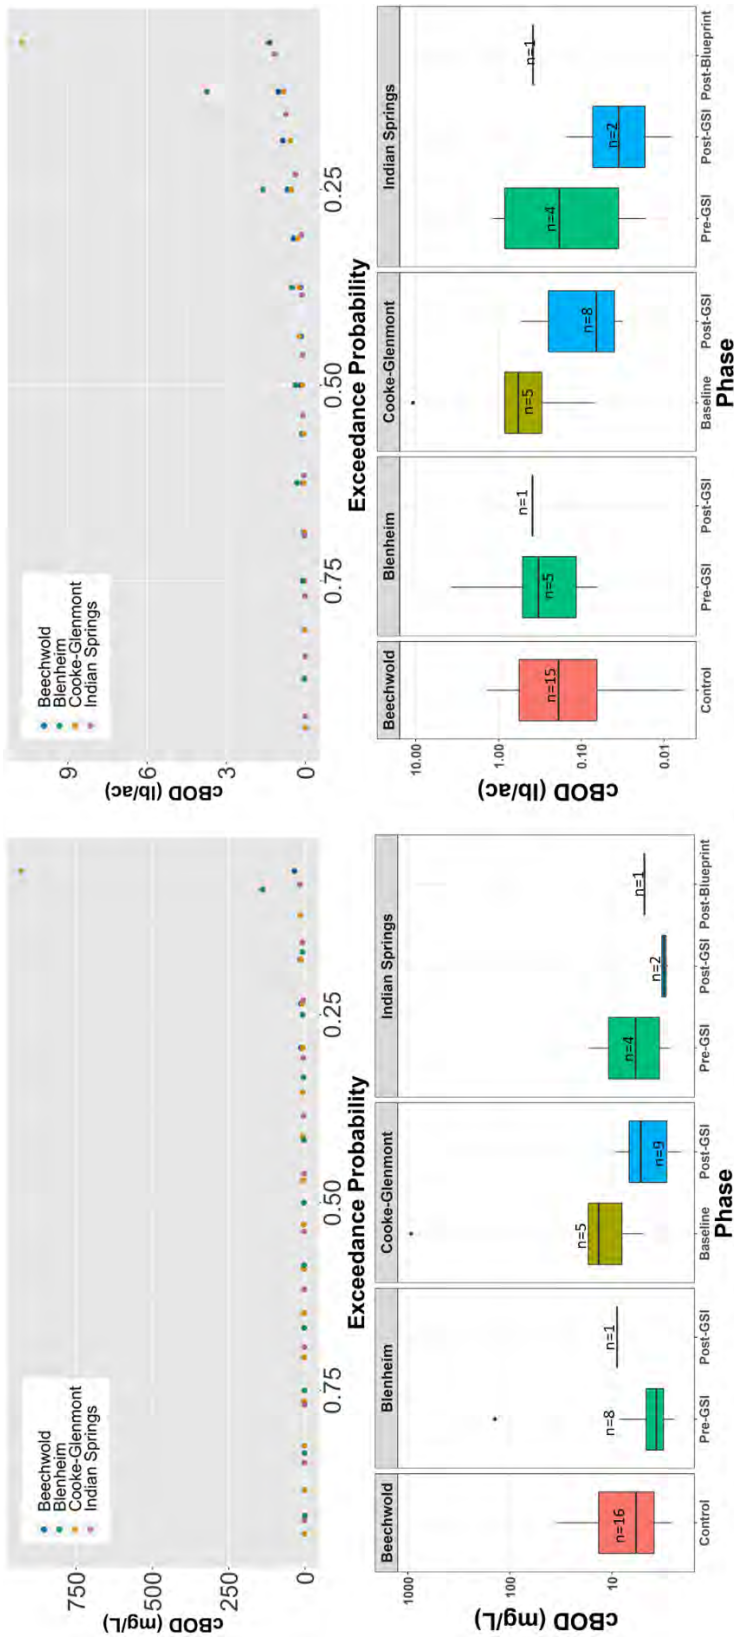 cBOD (mg/L)
750
500
250
0
Beechwold
Blenheim
Cooke-Glenmont
Indian Springs
0.75
0.50
0.25
Exceedance Probability
cBOD (lb/ac)
9
6
3
0
Beechwold
Blenheim
Cooke-Glenmont
Indian Springs
0.75
0.50
0.25
Exceedance Probability
cBOD (mg/L)
1000
100
10
Beechwold
Blenheim
Cooke-Glenmont
Indian Springs
n=16
n=8
n=1
n=5
n=9
n=4
n=2
n=1
Control
Pre-GSI
Post-GSI
Baseline
Post-GSI
Pre-GSI
Post-GSI
Post-Blueprint
Phase
cBOD (lb/ac)
10.00
1.00
0.10
0.01
Beechwold
Blenheim
Cooke-Glenmont
Indian Springs
n=15
n=5
n=1
n=5
n=8
n=4
n=2
n=1
Control
Pre-GSI
Post-GSI
Baseline
Post-GSI
Pre-GSI
Post-GSI
Post-Blueprint
Phase